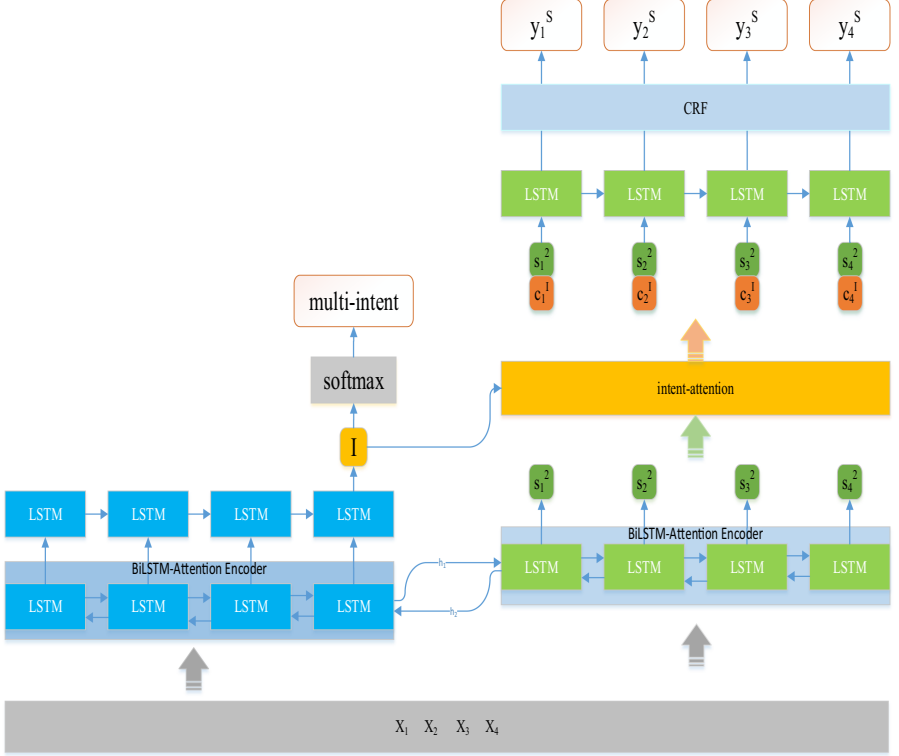 y₁ˢ y₂ˢ y₃ˢ y₄ˢ
CRF
LSTM LSTM LSTM LSTM
s₁² s₂² s₃² s₄²
c₁ᴵ c₂ᴵ c₃ᴵ c₄ᴵ
multi-intent
softmax
intent-attention
I
s₁² s₂² s₃² s₄²
LSTM LSTM LSTM LSTM
BiLSTM-Attention Encoder
LSTM LSTM LSTM LSTM
BiLSTM-Attention Encoder
LSTM LSTM LSTM LSTM
h₁
h₂
X₁ X₂ X₃ X₄